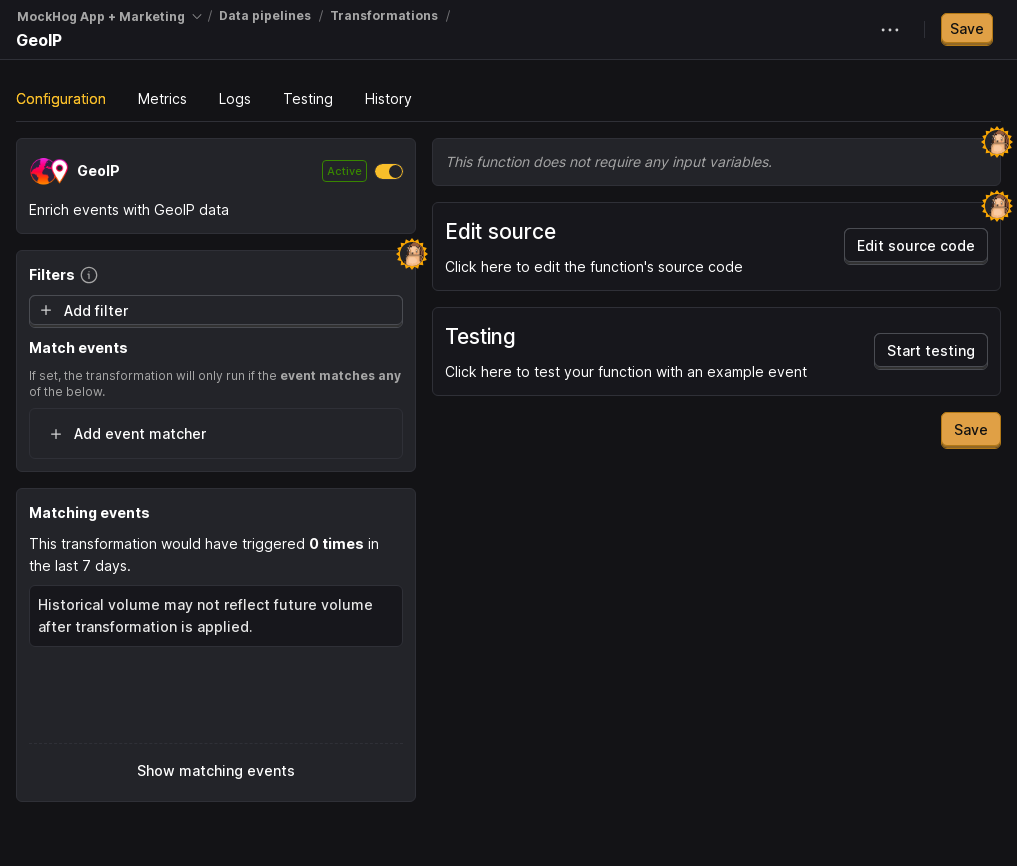 MockHog App + Marketing / Data pipelines / Transformations /
GeoIP
Save
Configuration Metrics Logs Testing History
GeoIP
Active
Enrich events with GeoIP data
Filters
Add filter
Match events
If set, the transformation will only run if the event matches any
of the below.
Add event matcher
Matching events
This transformation would have triggered 0 times in
the last 7 days.
Historical volume may not reflect future volume
after transformation is applied.
Show matching events
This function does not require any input variables.
Edit source
Click here to edit the function's source code
Edit source code
Testing
Click here to test your function with an example event
Start testing
Save